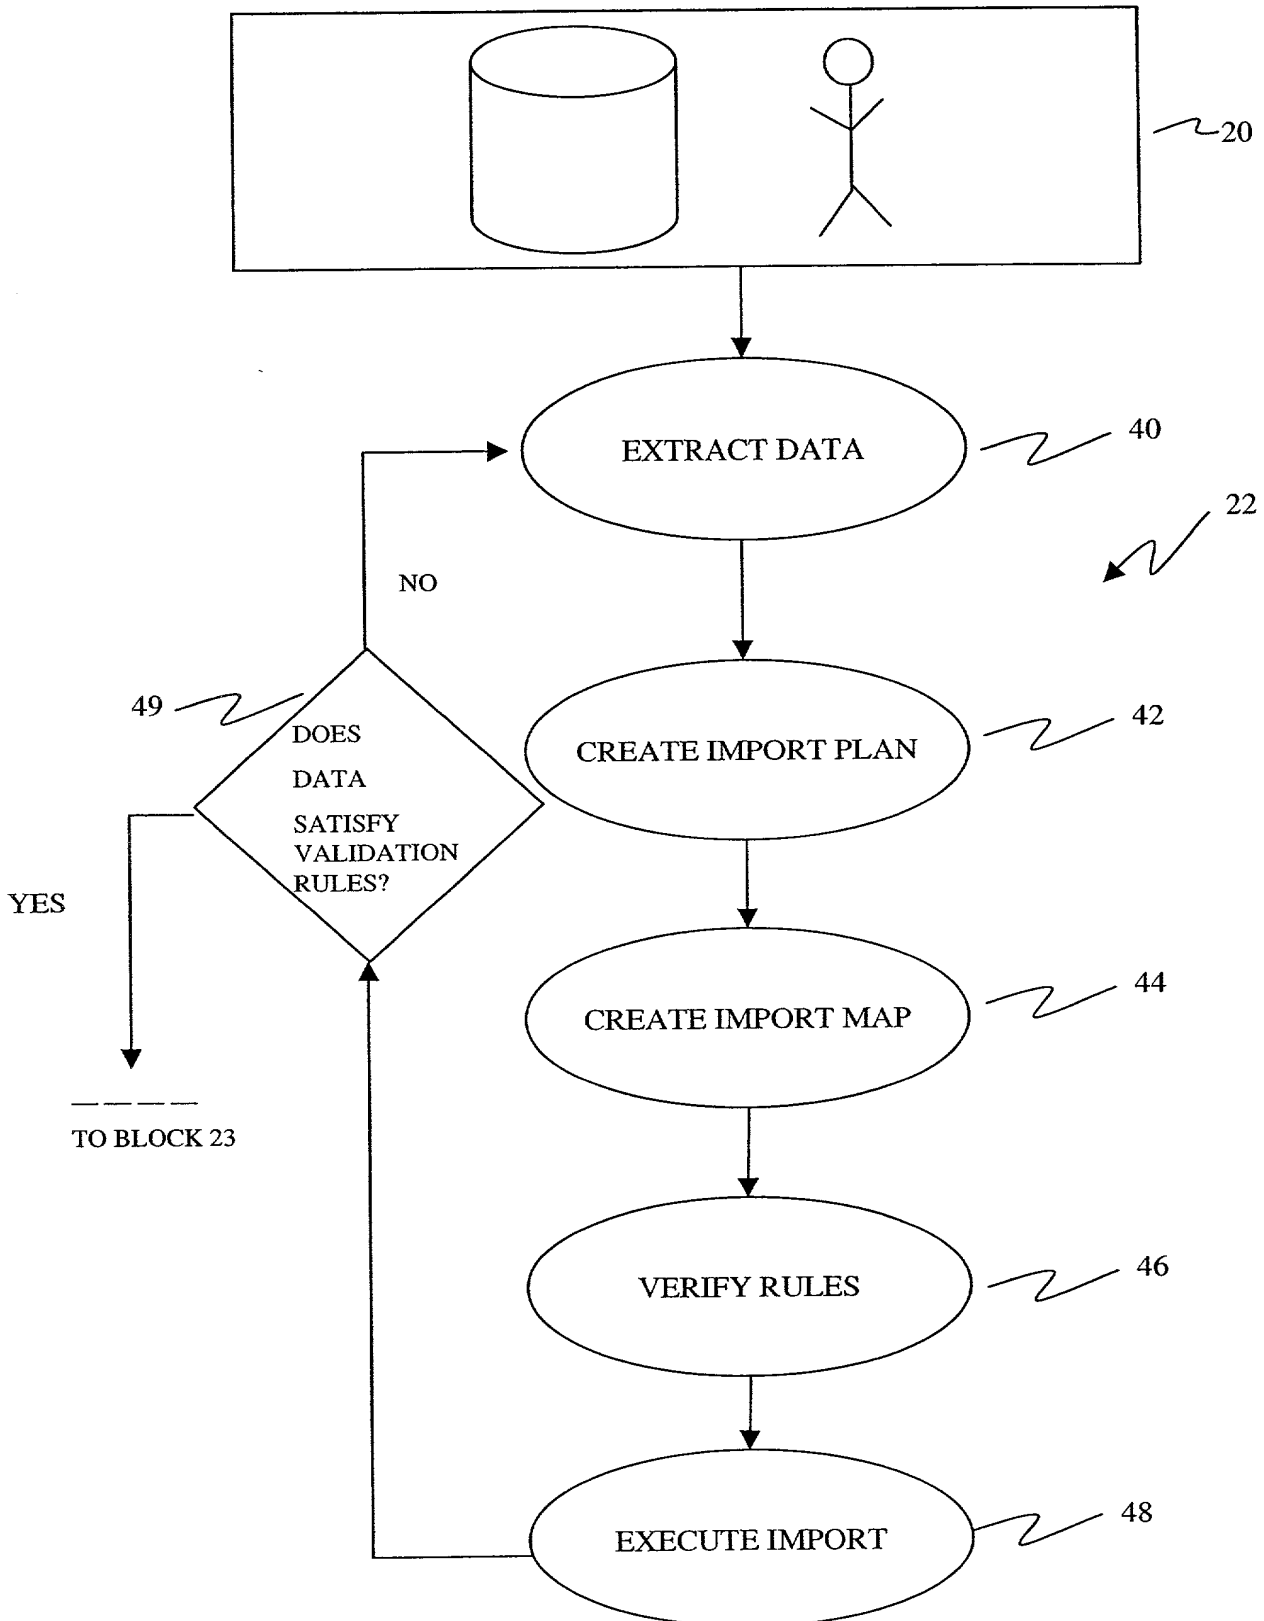 20
EXTRACT DATA
40
22
NO
49
DOES
DATA
SATISFY
VALIDATION
RULES?
CREATE IMPORT PLAN
42
YES
CREATE IMPORT MAP
44
TO BLOCK 23
VERIFY RULES
46
EXECUTE IMPORT
48